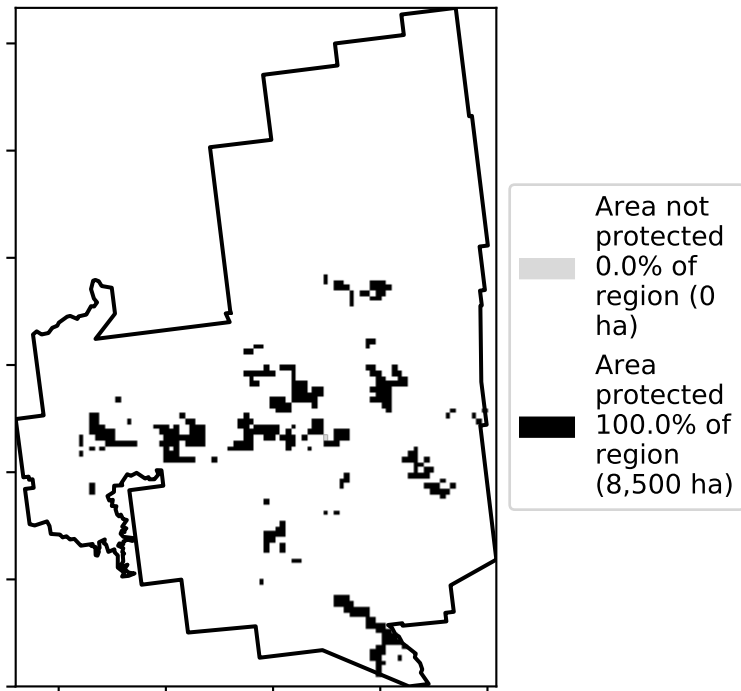 Area not
protected
0.0% of
region (0
ha)
Area
protected
100.0% of
region
(8,500 ha)